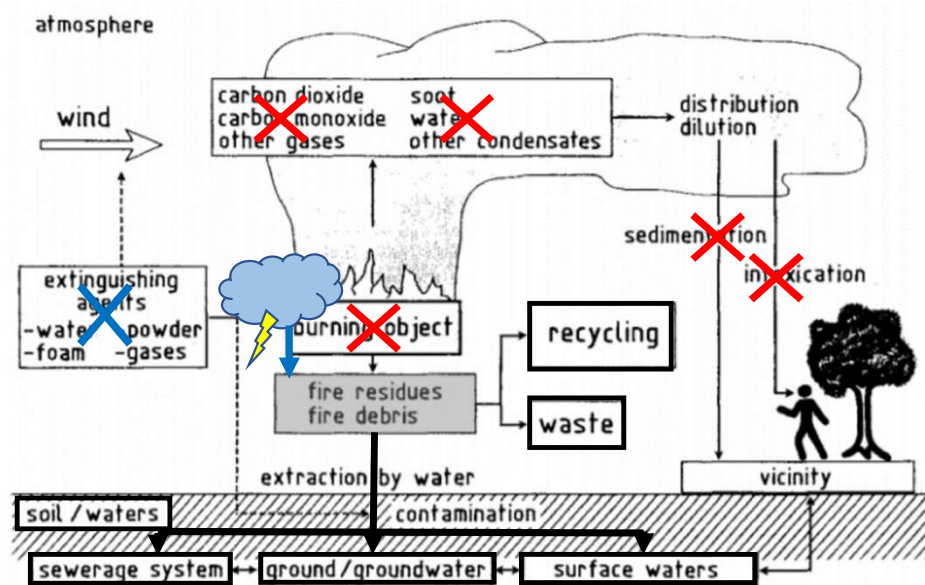 atmosphere
wind
carbon dioxide
carbon monoxide
other gases
soot
water
other condensates
distribution
dilution
sedimentation
intoxication
extinguishing
agents
-water -powder
-foam -gases
burning object
recycling
fire residues
fire debris
waste
extraction by water
vicinity
soil/waters
contamination
sewerage system
ground/groundwater
surface waters